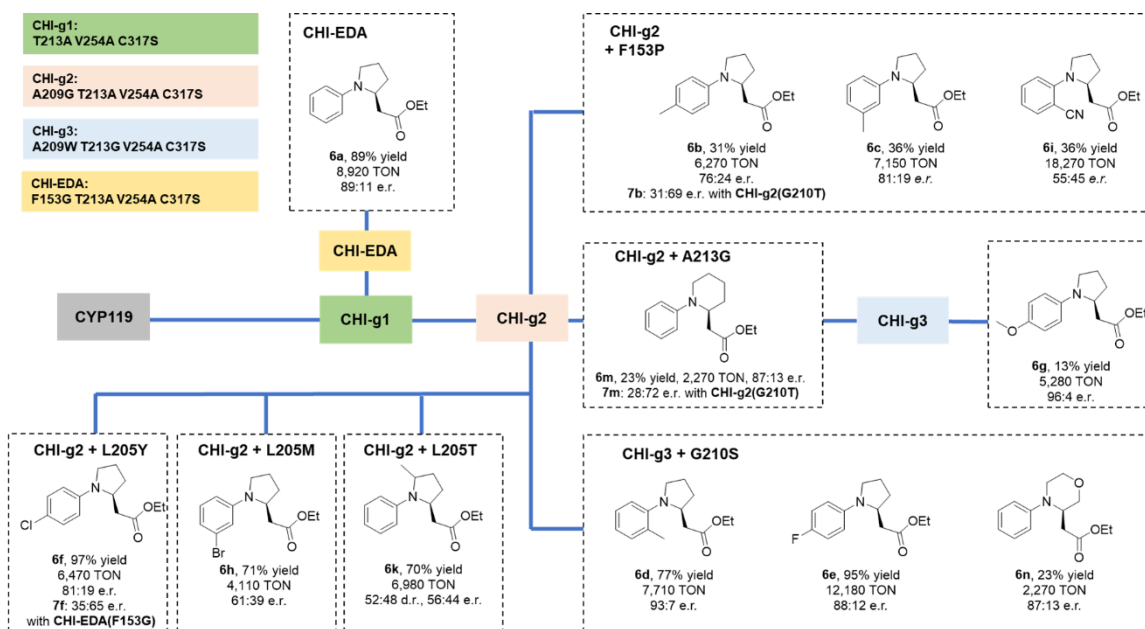 CHI-g1:
T213A V254A C317S
CHI-g2:
A209G T213A V254A C317S
CHI-g3:
A209W T213G V254A C317S
CHI-EDA:
F153G T213A V254A C317S
CHI-EDA
N
OEt
O
6a, 89% yield
8,920 TON
89:11 e.r.
CHI-g2
+ F153P
N
OEt
O
6b, 31% yield
6,270 TON
76:24 e.r.
7b: 31:69 e.r. with CHI-g2(G210T)
N
OEt
O
6c, 36% yield
7,150 TON
81:19 e.r.
N
OEt
CN
O
6i, 36% yield
18,270 TON
55:45 e.r.
CHI-EDA
CYP119
CHI-g1
CHI-g2
CHI-g2 + A213G
N
OEt
O
6m, 23% yield, 2,270 TON, 87:13 e.r.
7m: 28:72 e.r. with CHI-g2(G210T)
CHI-g3
N
OEt
O
O
6g, 13% yield
5,280 TON
96:4 e.r.
CHI-g2 + L205Y
N
OEt
Cl
O
6f, 97% yield
6,470 TON
81:19 e.r.
7f: 35:65 e.r.
with CHI-EDA(F153G)
CHI-g2 + L205M
N
OEt
Br
O
6h, 71% yield
4,110 TON
61:39 e.r.
CHI-g2 + L205T
N
OEt
O
6k, 70% yield
6,980 TON
52:48 d.r., 56:44 e.r.
CHI-g3 + G210S
N
OEt
O
6d, 77% yield
7,710 TON
93:7 e.r.
N
OEt
F
O
6e, 95% yield
12,180 TON
88:12 e.r.
O
N
OEt
O
6n, 23% yield
2,270 TON
87:13 e.r.